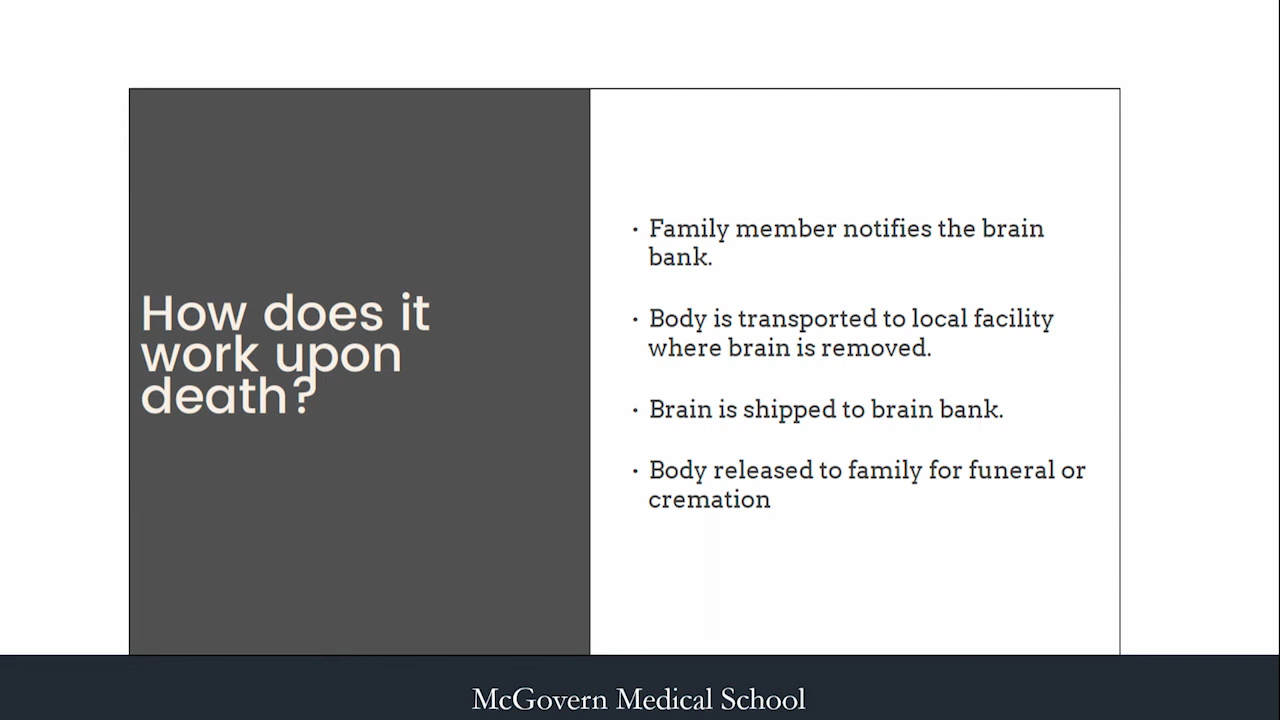 How does it
work upon
death?
• Family member notifies the brain
bank.
• Body is transported to local facility
where brain is removed.
• Brain is shipped to brain bank.
• Body released to family for funeral or
cremation
McGovern Medical School